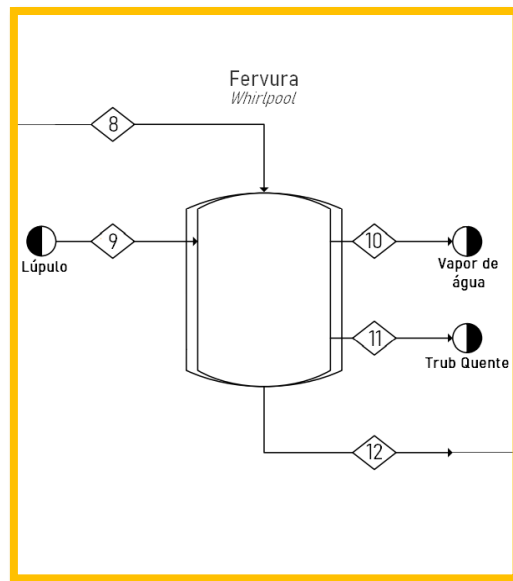 Fervura
Whirlpool
8
9
Lúpulo
10
Vapor de
água
11
Trub Quente
12